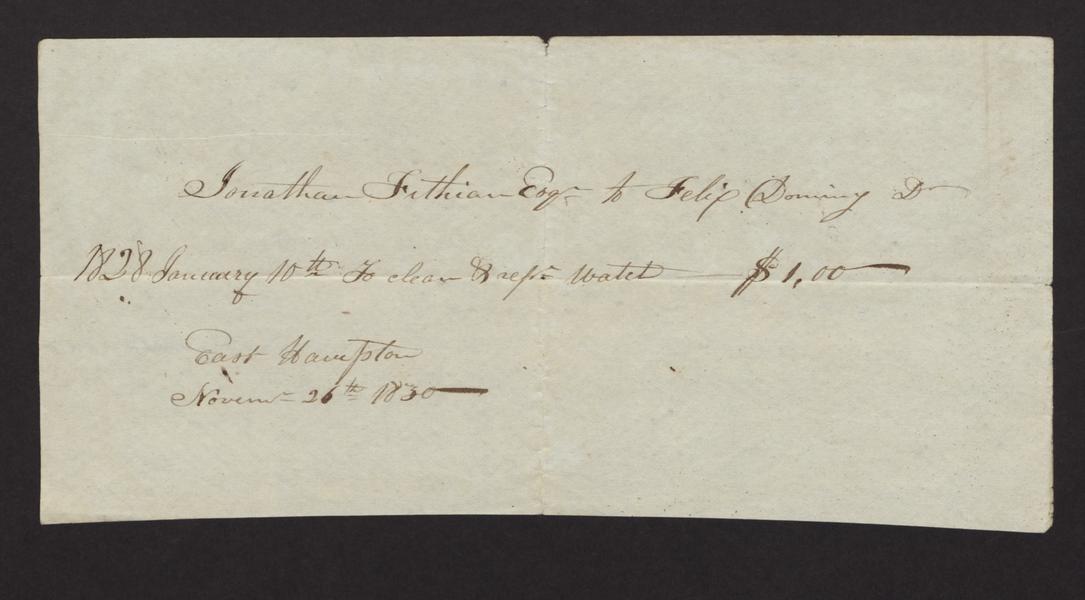 Jonathan Fithian Esqr to Felix Dominy Dr
1828 January 10th To clean & repr watch $1,00
East Hampton
Novemr 26th 1830